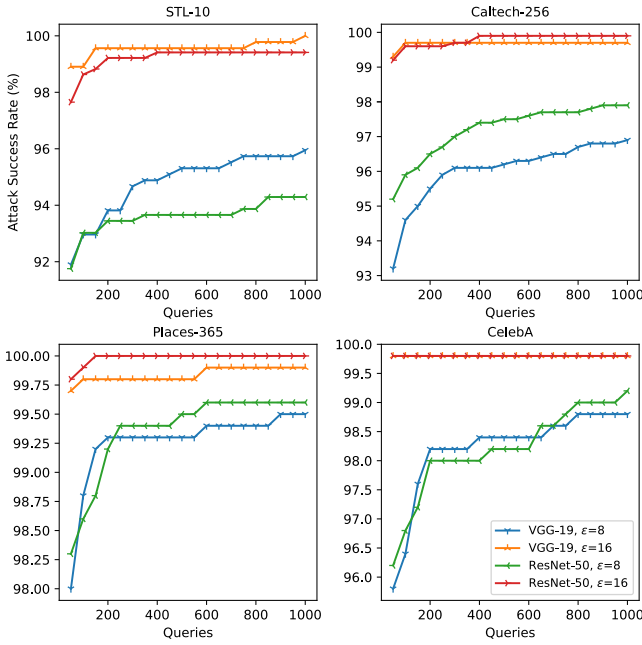 STL-10
Caltech-256
Attack Success Rate (%)
100
98
96
94
92
200 400 600 800 1000
Queries
100
99
98
97
96
95
94
93
200 400 600 800 1000
Queries
Places-365
CelebA
100.00
99.75
99.50
99.25
99.00
98.75
98.50
98.25
98.00
200 400 600 800 1000
Queries
100.0
99.5
99.0
98.5
98.0
97.5
97.0
96.5
96.0
200 400 600 800 1000
Queries
VGG-19, ε=8
VGG-19, ε=16
ResNet-50, ε=8
ResNet-50, ε=16